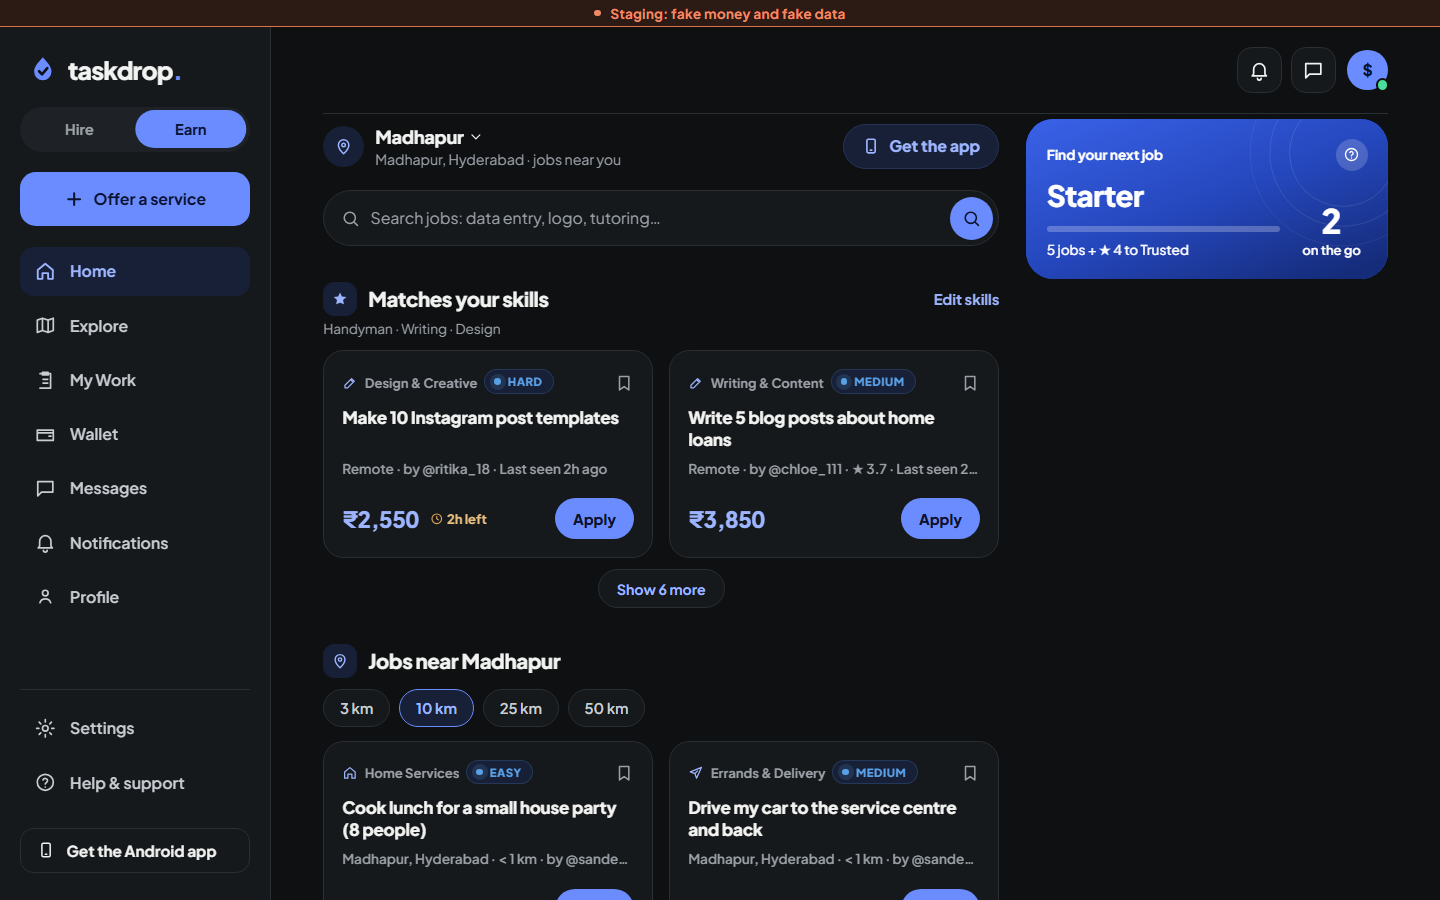 Staging: fake money and fake data
taskdrop.
Hire
Earn
Offer a service
Home
Explore
My Work
Wallet
Messages
Notifications
Profile
Settings
Help & support
Get the Android app
$
Madhapur
Madhapur, Hyderabad · jobs near you
Get the app
Search jobs: data entry, logo, tutoring...
Find your next job
Starter
5 jobs + ★ 4 to Trusted
2
on the go
Matches your skills
Edit skills
Handyman · Writing · Design
Design & Creative
HARD
Make 10 Instagram post templates
Remote · by @ritika_18 · Last seen 2h ago
₹2,550
2h left
Apply
Writing & Content
MEDIUM
Write 5 blog posts about home
loans
Remote · by @chloe_111 · ★ 3.7 · Last seen 2...
₹3,850
Apply
Show 6 more
Jobs near Madhapur
3 km
10 km
25 km
50 km
Home Services
EASY
Cook lunch for a small house party
(8 people)
Madhapur, Hyderabad · < 1 km · by @sande...
Errands & Delivery
MEDIUM
Drive my car to the service centre
and back
Madhapur, Hyderabad · < 1 km · by @sande...